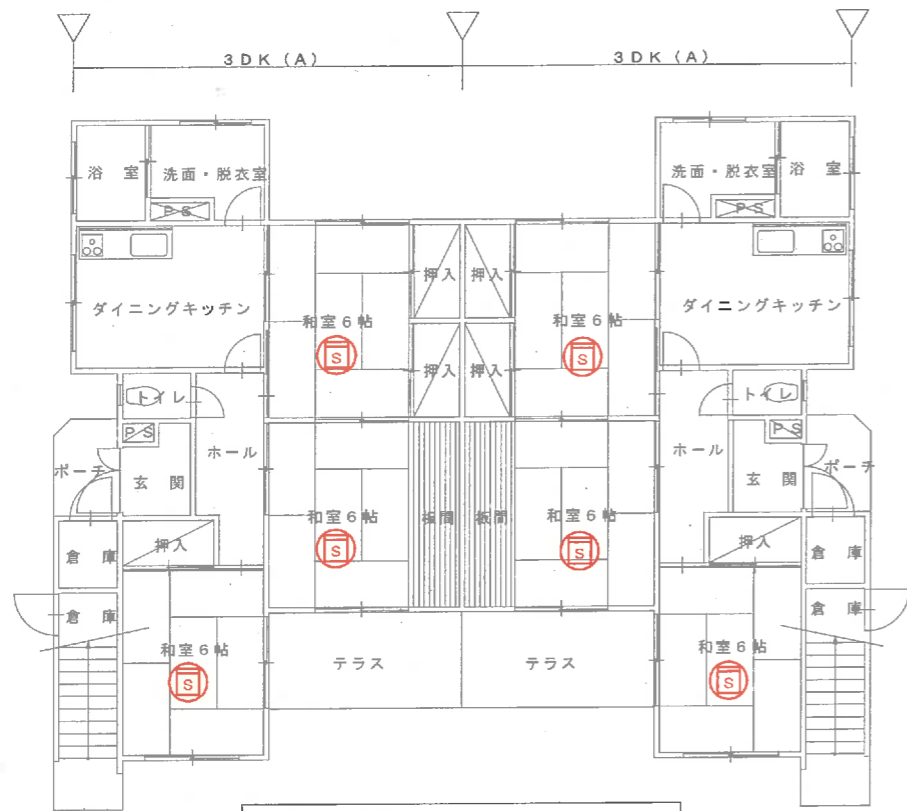 3DK(A) 3DK(A)
浴室 洗面・脱衣室 洗面・脱衣室 浴室
PS PS
押入 押入
ダイニングキッチン 和室6帖 和室6帖 ダイニングキッチン
S S
押入 押入
トイレ トイレ
PS PS
ポーチ ホール ホール ポーチ
玄関 玄関
和室6帖 板間 板間 和室6帖
倉庫 押入 S S 押入 倉庫
倉庫 倉庫
和室6帖 テラス テラス 和室6帖
S S